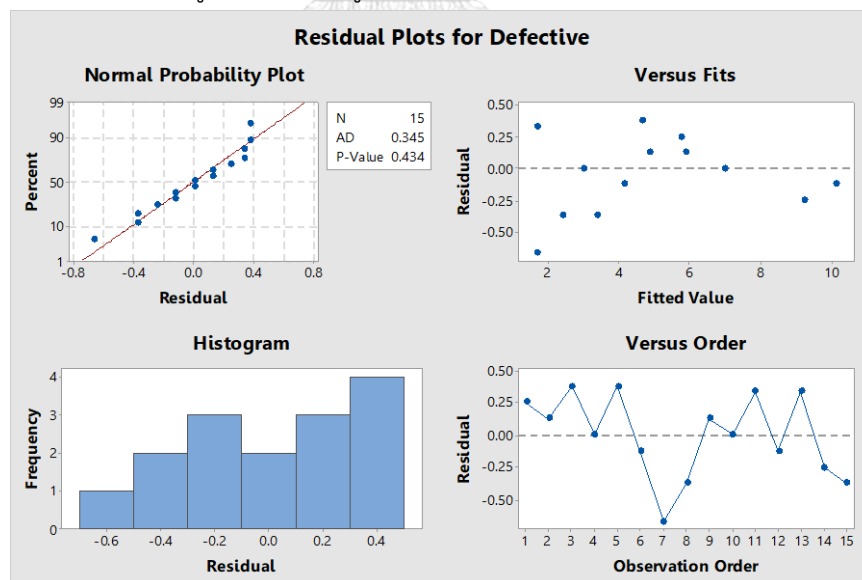 Residual Plots for Defective
Normal Probability Plot
99
90
50
10
1
Percent
-0.8 -0.4 0.0 0.4 0.8
Residual
N 15
AD 0.345
P-Value 0.434
Versus Fits
0.50
0.25
0.00
-0.25
-0.50
Residual
2 4 6 8 10
Fitted Value
Histogram
4
3
2
1
0
Frequency
-0.6 -0.4 -0.2 0.0 0.2 0.4
Residual
Versus Order
0.50
0.25
0.00
-0.25
-0.50
Residual
1 2 3 4 5 6 7 8 9 10 11 12 13 14 15
Observation Order